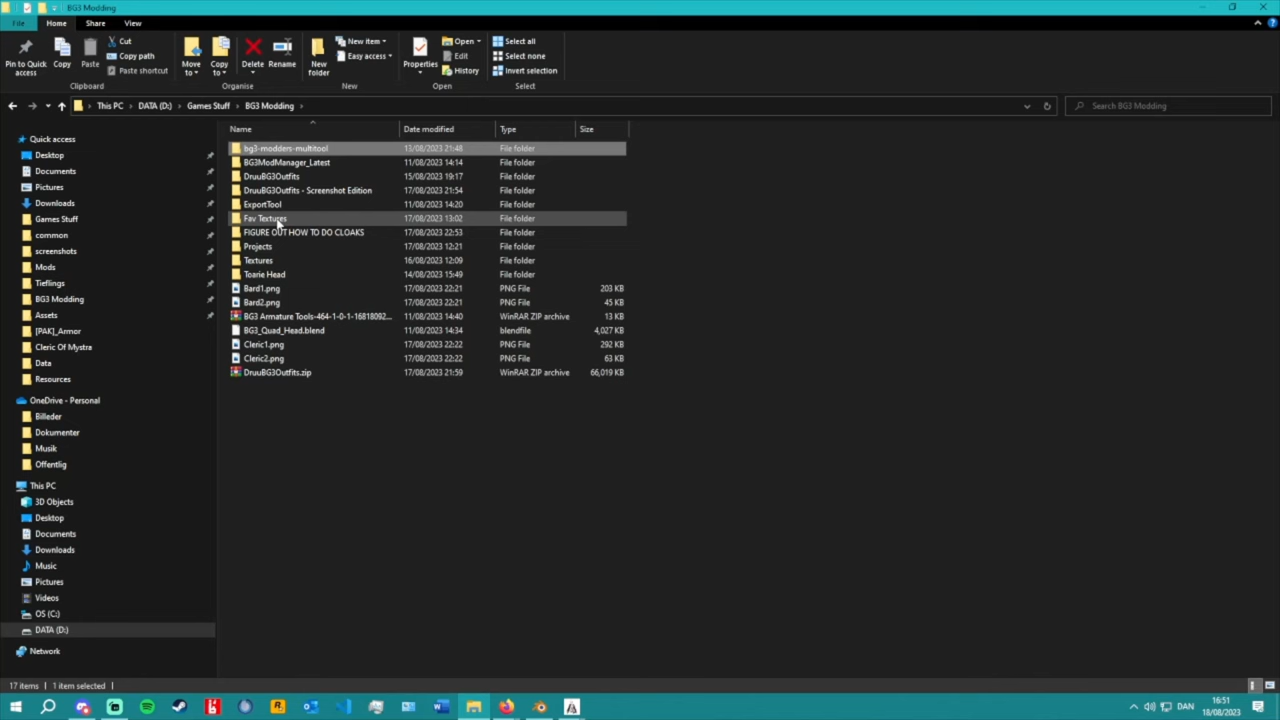 BG3 Modding
File Home Share View
Pin to Quick access
Copy
Paste
Cut
Copy path
Paste shortcut
Clipboard
Move to
Copy to
Delete
Rename
Organise
New folder
New item
Easy access
New
Properties
Open
Edit
History
Open
Select all
Select none
Invert selection
Select
This PC > DATA (D:) > Games Stuff > BG3 Modding >
Search BG3 Modding
Name Date modified Type Size
Quick access
Desktop
Documents
Pictures
Downloads
Games Stuff
common
screenshots
Mods
Tieflings
BG3 Modding
Assets
[PAK]_Armor
Cleric Of Mystra
Data
Resources
OneDrive - Personal
Billeder
Dokumenter
Musik
Offentlig
This PC
3D Objects
Desktop
Documents
Downloads
Music
Pictures
Videos
OS (C:)
DATA (D:)
Network
bg3-modders-multitool 13/08/2023 21:48 File folder
BG3ModManager_Latest 11/08/2023 14:14 File folder
DruuBG3Outfits 15/08/2023 19:17 File folder
DruuBG3Outfits - Screenshot Edition 17/08/2023 21:54 File folder
ExportTool 11/08/2023 14:20 File folder
Fav Textures 17/08/2023 13:02 File folder
FIGURE OUT HOW TO DO CLOAKS 17/08/2023 22:53 File folder
Projects 17/08/2023 12:21 File folder
Textures 16/08/2023 12:09 File folder
Toarie Head 14/08/2023 15:49 File folder
Bard1.png 17/08/2023 22:21 PNG File 203 KB
Bard2.png 17/08/2023 22:21 PNG File 45 KB
BG3 Armature Tools-464-1-0-1-16818092... 11/08/2023 14:40 WinRAR ZIP archive 13 KB
BG3_Quad_Head.blend 11/08/2023 14:34 blendfile 4,027 KB
Cleric1.png 17/08/2023 22:22 PNG File 292 KB
Cleric2.png 17/08/2023 22:22 PNG File 63 KB
DruuBG3Outfits.zip 17/08/2023 21:59 WinRAR ZIP archive 66,019 KB
17 items 1 item selected
DAN
16:51
18/08/2023